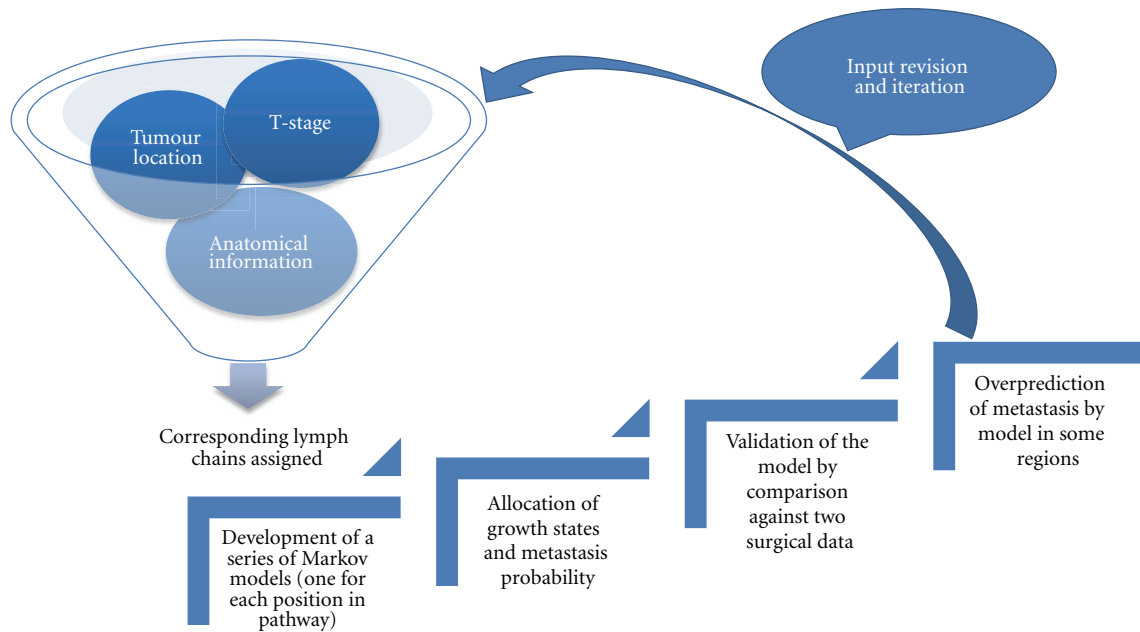 Input revision
and iteration
T-stage
Tumour
location
Anatomical
information
Corresponding lymph
chains assigned
Development of a
series of Markov
models (one for
each position in
pathway)
Allocation of
growth states
and metastasis
probability
Validation of the
model by
comparison
against two
surgical data
Overprediction
of metastasis by
model in some
regions